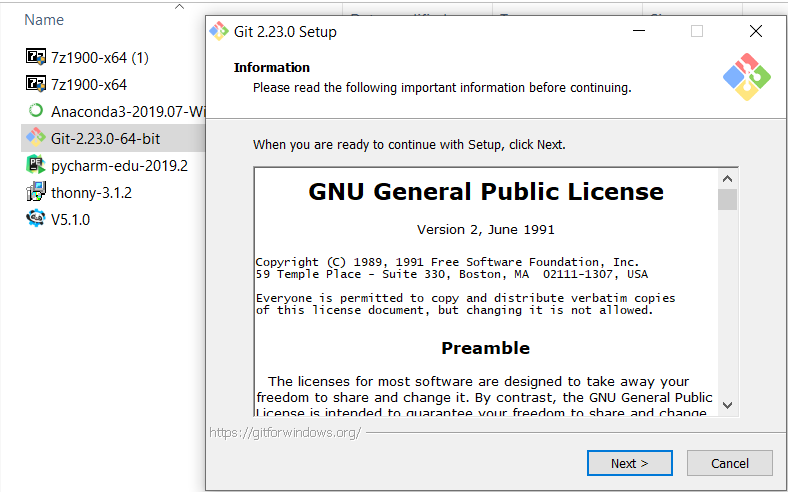 Name
7z1900-x64 (1)
7z1900-x64
Anaconda3-2019.07-Wi
Git-2.23.0-64-bit
pycharm-edu-2019.2
thonny-3.1.2
V5.1.0
Git 2.23.0 Setup
Information
Please read the following important information before continuing.
When you are ready to continue with Setup, click Next.
GNU General Public License
Version 2, June 1991
Copyright (C) 1989, 1991 Free Software Foundation, Inc.
59 Temple Place - Suite 330, Boston, MA  02111-1307, USA
Everyone is permitted to copy and distribute verbatim copies
of this license document, but changing it is not allowed.
Preamble
The licenses for most software are designed to take away your
freedom to share and change it. By contrast, the GNU General Public
License is intended to guarantee your freedom to share and change
https://gitforwindows.org/
Next >
Cancel